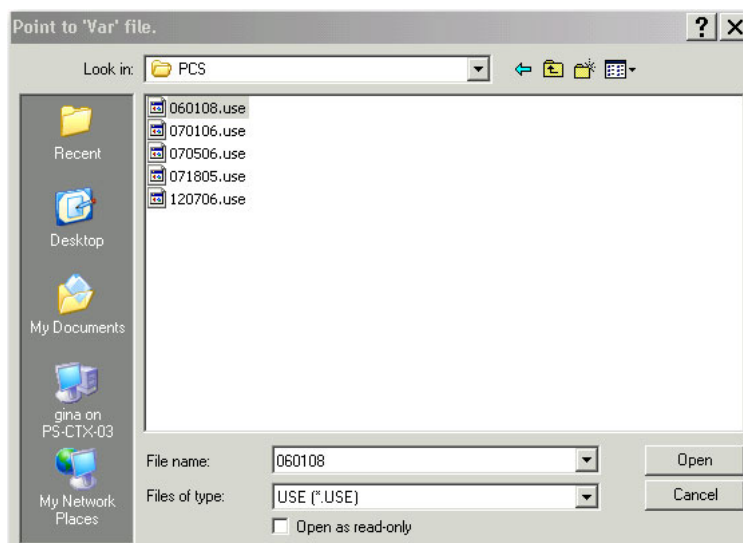 Point to 'Var' file.
Look in: PCS
060108.use
070106.use
070506.use
071805.use
120706.use
Recent
Desktop
My Documents
gina on
PS-CTX-03
My Network
Places
File name: 060108 Open
Files of type: USE (*.USE) Cancel
Open as read-only